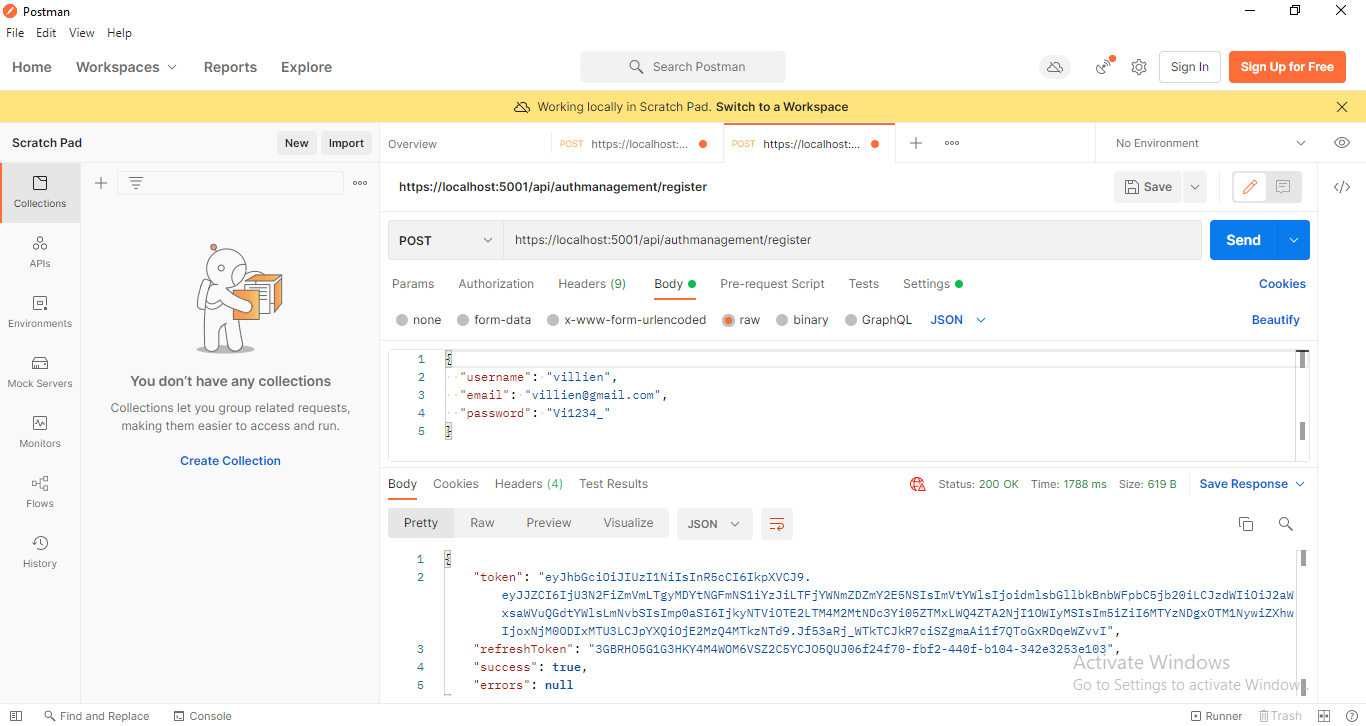 Postman
File Edit View Help
Home Workspaces Reports Explore Search Postman Sign In Sign Up for Free
Working locally in Scratch Pad. Switch to a Workspace
Scratch Pad New Import Overview POST https://localhost:... POST https://localhost:... No Environment
Collections
APIs
Environments
Mock Servers
Monitors
Flows
History
You don't have any collections
Collections let you group related requests,
making them easier to access and run.
Create Collection
https://localhost:5001/api/authmanagement/register Save
POST https://localhost:5001/api/authmanagement/register Send
Params Authorization Headers (9) Body Pre-request Script Tests Settings Cookies
none form-data x-www-form-urlencoded raw binary GraphQL JSON Beautify
1 {
2 "username": "villien",
3 "email": "villien@gmail.com",
4 "password": "Vi1234_"
5 }
Body Cookies Headers (4) Test Results Status: 200 OK Time: 1788 ms Size: 619 B Save Response
Pretty Raw Preview Visualize JSON
1 {
2 "token": "eyJhbGciOiJIUzI1NiIsInR5cCI6IkpXVCJ9.
eyJJZCI6IjU3N2FiZmVmLTgyMDYtNGFmNS1iYzJiLTFjYWNmZDZmY2E5NSIsImVtYWlsIjoidmlsbGllbkBnbWFpbC5jb20iLCJzdWIiOiJ2aW
xsaWVuQGdtYWlsLmNvbSIsImp0aSI6IjkyNTViOTE2LTM4M2MtNDc3Yi05ZTMxLWQ4ZTA2NjI1OWIyMSIsIm5iZiI6MTYzNDgxOTM1NywiZXhw
IjoxNjM0ODIxMTU3LCJpYXQiOjE2MzQ4MTkzNTd9.Jf53aRj_WTkTCJkR7ciSZgmaAi1f7QToGxRDqeWZvvI",
3 "refreshToken": "3GBRHO5G1G3HKY4M4WOM6VSZ2C5YCJO5QUJ06f24f70-fbf2-440f-b104-342e3253e103",
4 "success": true,
5 "errors": null
Activate Windows
Go to Settings to activate Windows.
Find and Replace Console Runner Trash